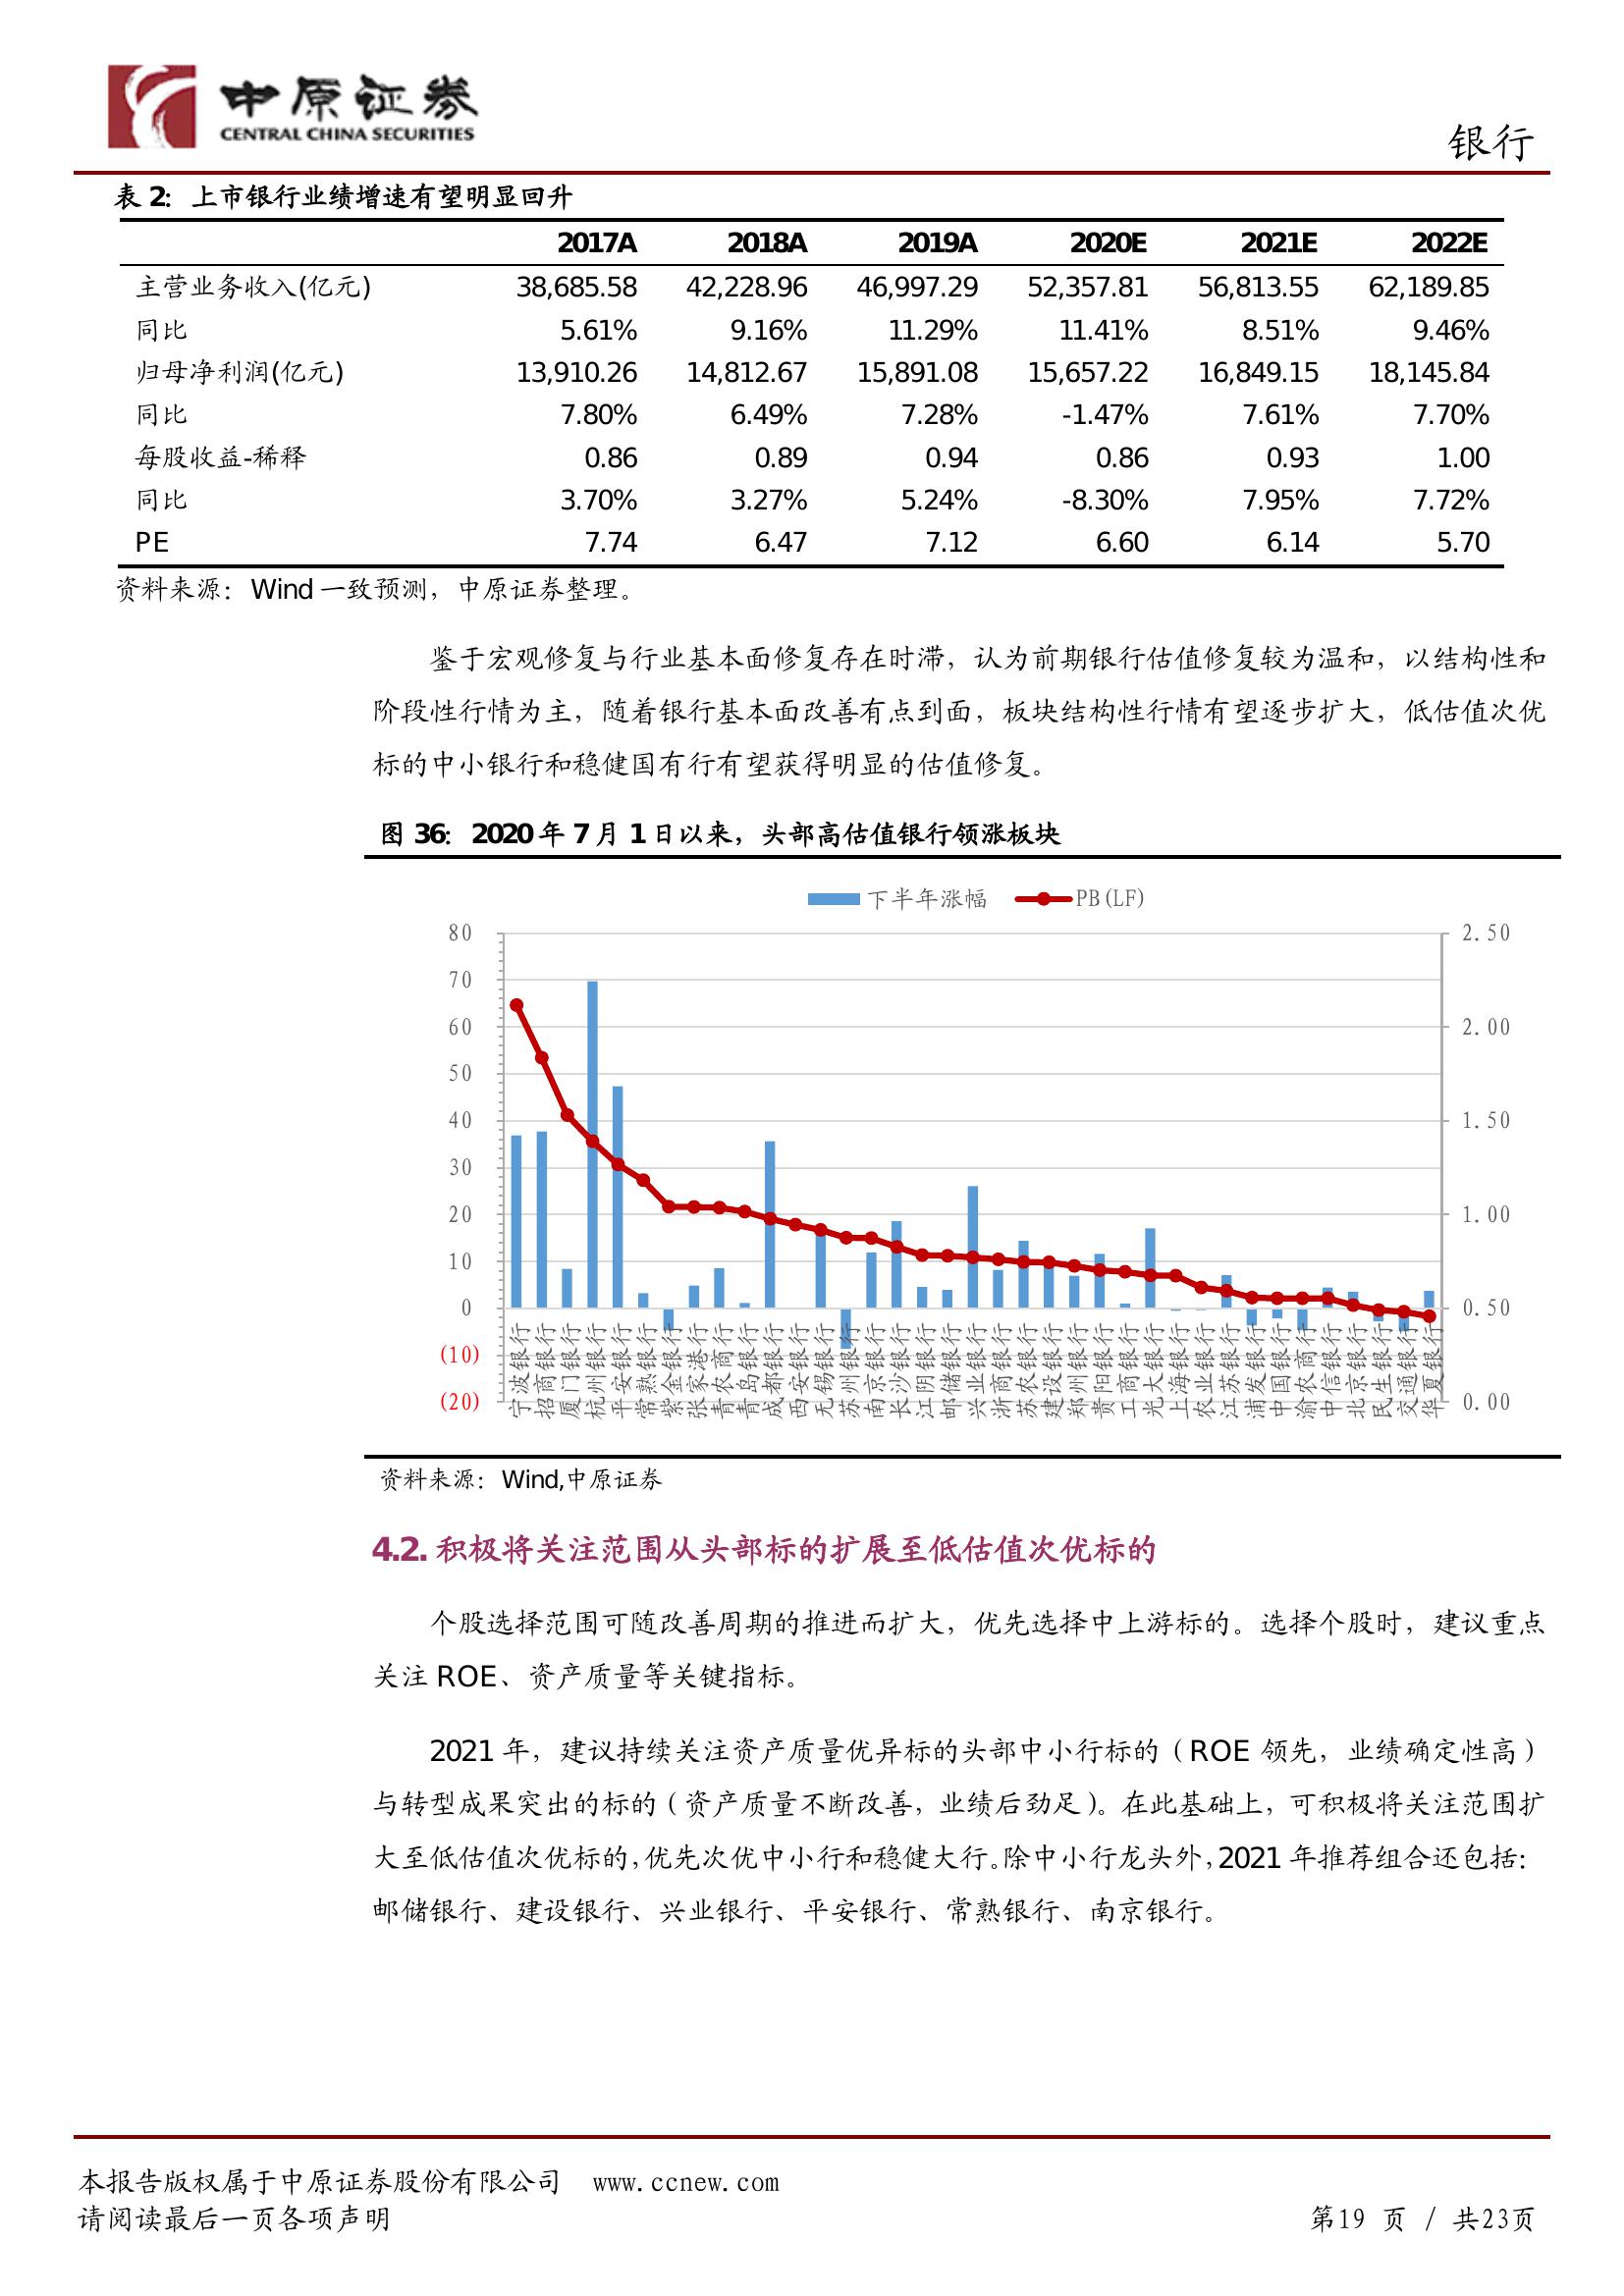 中原证券
CENTRAL CHINA SECURITIES
银行
表 2：上市银行业绩增速有望明显回升
2017A 2018A 2019A 2020E 2021E 2022E
主营业务收入(亿元) 38,685.58 42,228.96 46,997.29 52,357.81 56,813.55 62,189.85
同比 5.61% 9.16% 11.29% 11.41% 8.51% 9.46%
归母净利润(亿元) 13,910.26 14,812.67 15,891.08 15,657.22 16,849.15 18,145.84
同比 7.80% 6.49% 7.28% -1.47% 7.61% 7.70%
每股收益-稀释 0.86 0.89 0.94 0.86 0.93 1.00
同比 3.70% 3.27% 5.24% -8.30% 7.95% 7.72%
PE 7.74 6.47 7.12 6.60 6.14 5.70
资料来源：Wind 一致预测，中原证券整理。
鉴于宏观修复与行业基本面修复存在时滞，认为前期银行估值修复较为温和，以结构性和
阶段性行情为主，随着银行基本面改善有点到面，板块结构性行情有望逐步扩大，低估值次优
标的中小银行和稳健国有行有望获得明显的估值修复。
图 36：2020 年 7 月 1 日以来，头部高估值银行领涨板块
下半年涨幅 PB(LF)
80 2.50
70
60 2.00
50
40 1.50
30
20 1.00
10
0 0.50
(10)
(20) 0.00
宁波银行
招商银行
厦门银行
杭州银行
平安银行
常熟银行
紫金银行
张家港行
青农商行
青岛银行
成都银行
西安银行
无锡银行
苏州银行
南京银行
长沙银行
江阴银行
邮储银行
兴业银行
浙商银行
苏农银行
建设银行
郑州银行
贵阳银行
工商银行
光大银行
上海银行
农业银行
江苏银行
浦发银行
中国银行
渝农商行
中信银行
北京银行
民生银行
交通银行
华夏银行
资料来源：Wind,中原证券
4.2. 积极将关注范围从头部标的扩展至低估值次优标的
个股选择范围可随改善周期的推进而扩大，优先选择中上游标的。选择个股时，建议重点
关注 ROE、资产质量等关键指标。
2021 年，建议持续关注资产质量优异标的头部中小行标的（ROE 领先，业绩确定性高）
与转型成果突出的标的（资产质量不断改善，业绩后劲足）。在此基础上，可积极将关注范围扩
大至低估值次优标的，优先次优中小行和稳健大行。除中小行龙头外，2021 年推荐组合还包括：
邮储银行、建设银行、兴业银行、平安银行、常熟银行、南京银行。
本报告版权属于中原证券股份有限公司 www.ccnew.com
请阅读最后一页各项声明 第19 页 / 共23页